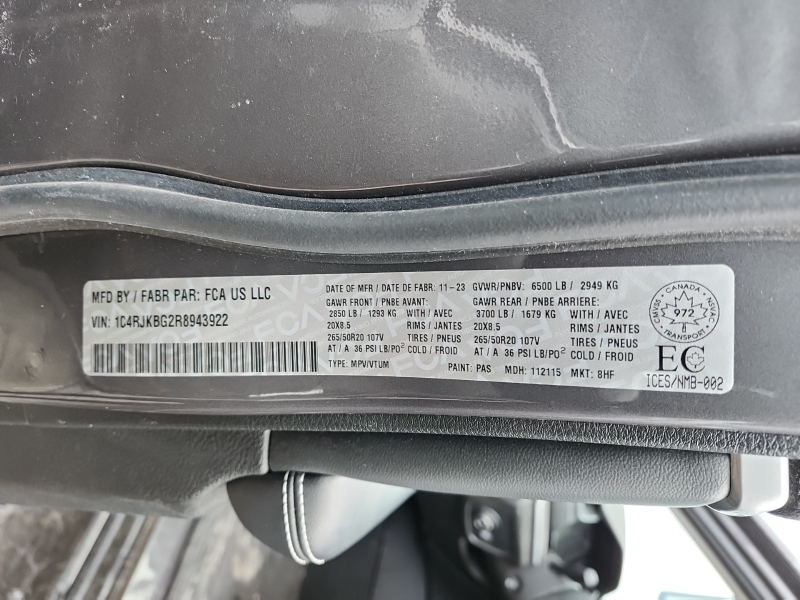 MFD BY / FABR PAR: FCA US LLC
VIN: 1C4RJKBG2R8943922
DATE OF MFR / DATE DE FABR: 11-23 GVWR/PNBV: 6500 LB / 2949 KG
GAWR FRONT / PNBE AVANT: GAWR REAR / PNBE ARRIERE:
2850 LB / 1293 KG WITH / AVEC 3700 LB / 1679 KG WITH / AVEC
20X8.5 RIMS / JANTES 20X8.5 RIMS / JANTES
265/50R20 107V TIRES / PNEUS 265/50R20 107V TIRES / PNEUS
AT / A 36 PSI LB/PO² COLD / FROID AT / A 36 PSI LB/PO² COLD / FROID
TYPE: MPV/VTUM PAINT: PAS MDH: 112115 MKT: 8HF
CMVSS • CANADA • NSVAC
972
TRANSPORT
EC
ICES/NMB-002